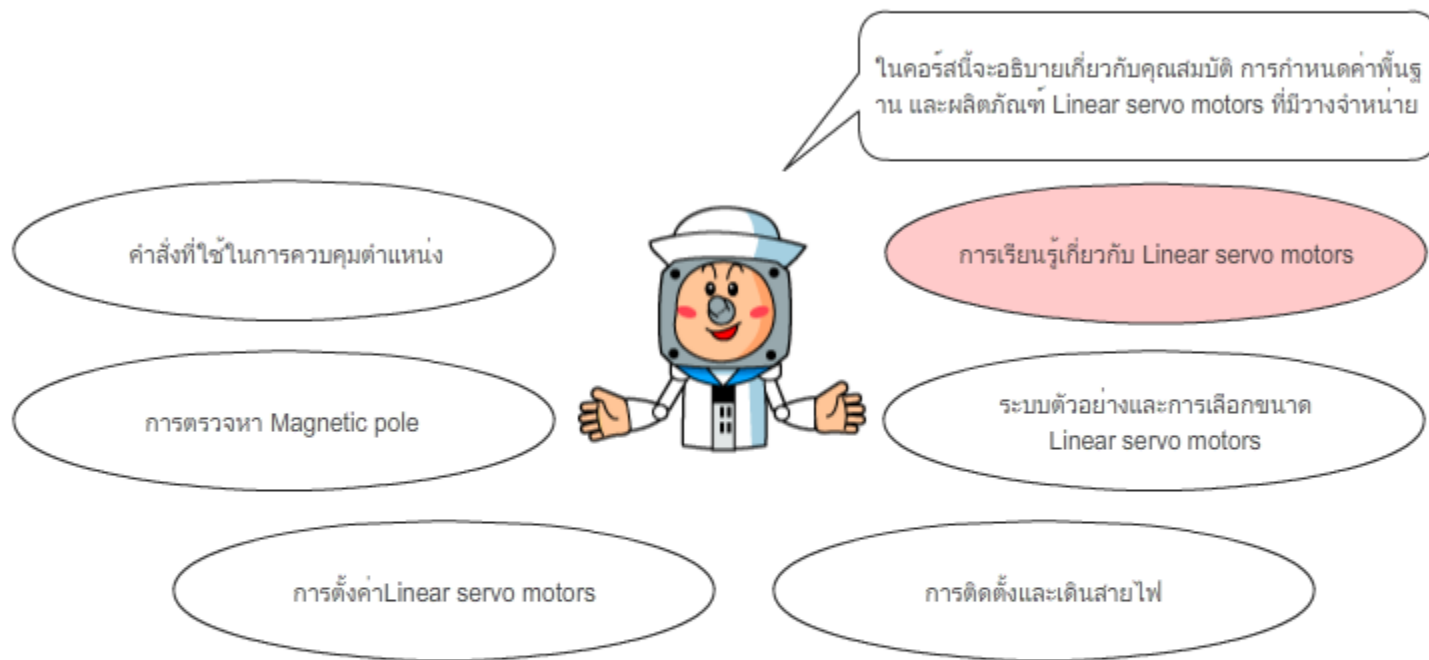 ในคอร์สนี้จะอธิบายเกี่ยวกับคุณสมบัติ การกำหนดค่าพื้นฐ
าน และผลิตภัณฑ์ Linear servo motors ที่มีวางจำหน่าย
คำสั่งที่ใช้ในการควบคุมตำแหน่ง
การเรียนรู้เกี่ยวกับ Linear servo motors
การตรวจหา Magnetic pole
ระบบตัวอย่างและการเลือกขนาด
Linear servo motors
การตั้งค่าLinear servo motors
การติดตั้งและเดินสายไฟ